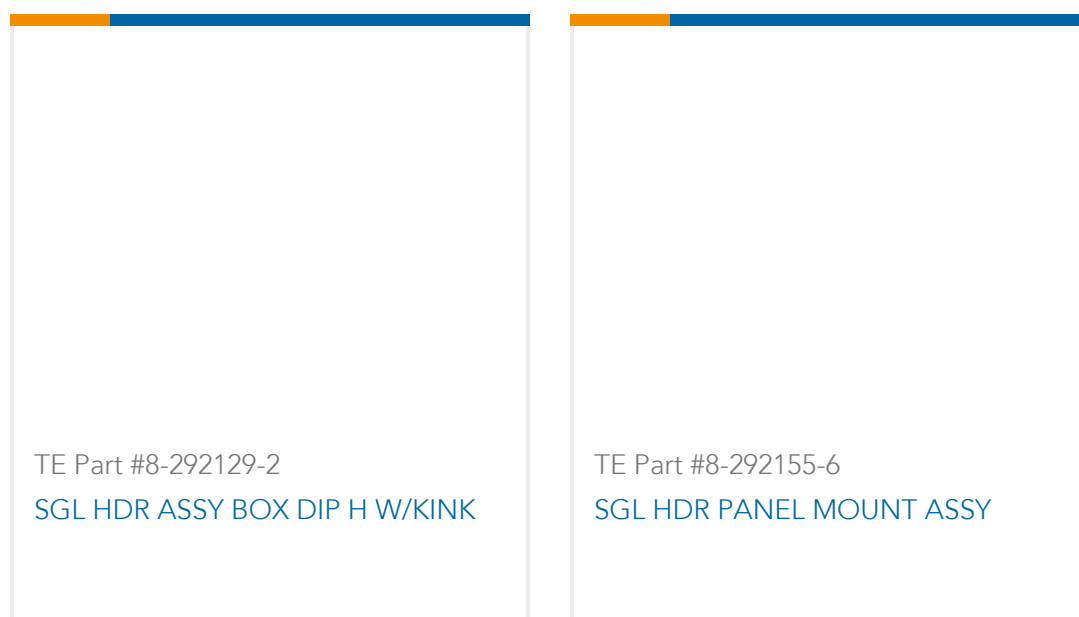 TE Part #8-292129-2
SGL HDR ASSY BOX DIP H W/KINK
TE Part #8-292155-6
SGL HDR PANEL MOUNT ASSY